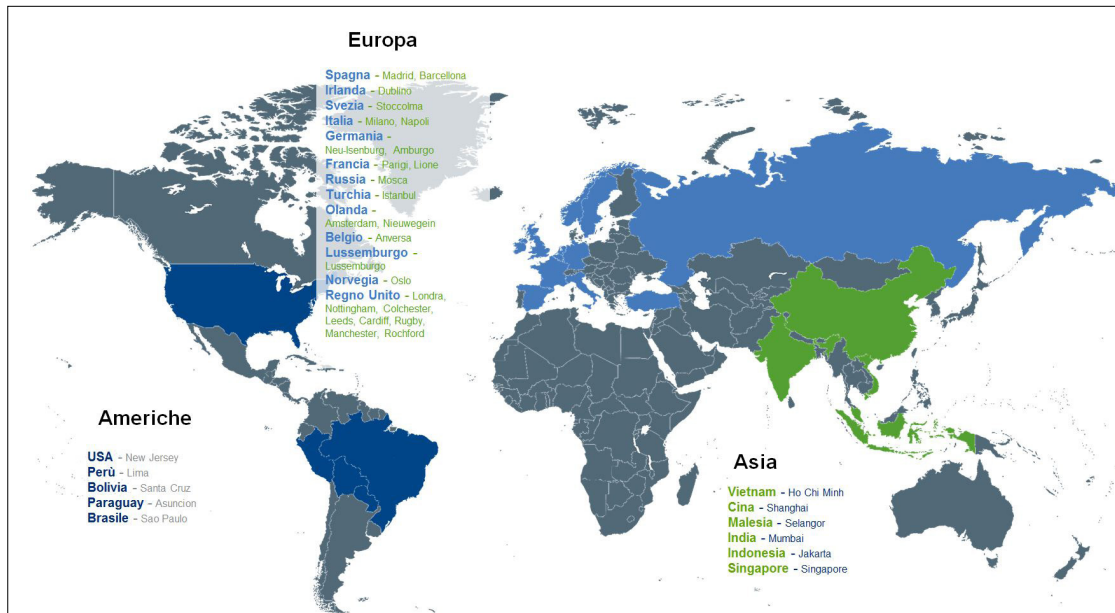 Europa
Spagna - Madrid, Barcellona
Irlanda - Dublino
Svezia - Stoccolma
Italia - Milano, Napoli
Germania -
Neu-Isenburg, Amburgo
Francia - Parigi, Lione
Russia - Mosca
Turchia - Istanbul
Olanda -
Amsterdam, Nieuwegein
Belgio - Anversa
Lussemburgo -
Lussemburgo
Norvegia - Oslo
Regno Unito - Londra,
Nottingham, Colchester,
Leeds, Cardiff, Rugby,
Manchester, Rochford
Americhe
USA - New Jersey
Perù - Lima
Bolivia - Santa Cruz
Paraguay - Asuncion
Brasile - Sao Paulo
Asia
Vietnam - Ho Chi Minh
Cina - Shanghai
Malesia - Selangor
India - Mumbai
Indonesia - Jakarta
Singapore - Singapore